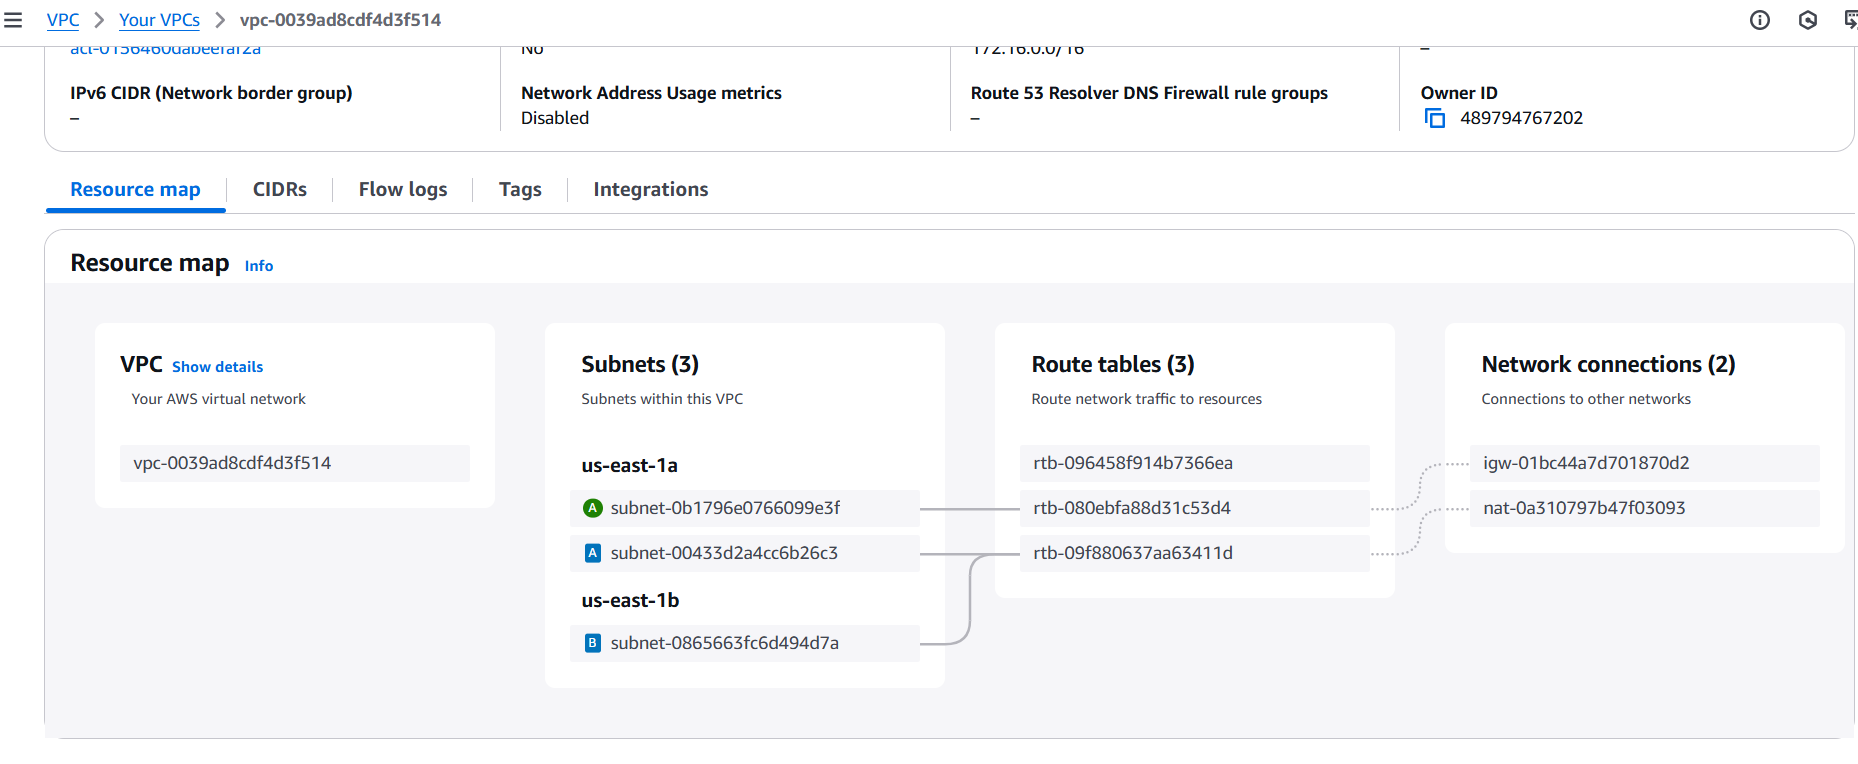 VPC > Your VPCs > vpc-0039ad8cdf4d3f514
acl-0156460dabeefaf2a
No
172.16.0.0/16
–
IPv6 CIDR (Network border group)
–
Network Address Usage metrics
Disabled
Route 53 Resolver DNS Firewall rule groups
–
Owner ID
489794767202
Resource map
CIDRs
Flow logs
Tags
Integrations
Resource map Info
VPC Show details
Your AWS virtual network
vpc-0039ad8cdf4d3f514
Subnets (3)
Subnets within this VPC
us-east-1a
A subnet-0b1796e0766099e3f
A subnet-00433d2a4cc6b26c3
us-east-1b
B subnet-0865663fc6d494d7a
Route tables (3)
Route network traffic to resources
rtb-096458f914b7366ea
rtb-080ebfa88d31c53d4
rtb-09f880637aa63411d
Network connections (2)
Connections to other networks
igw-01bc44a7d701870d2
nat-0a310797b47f03093